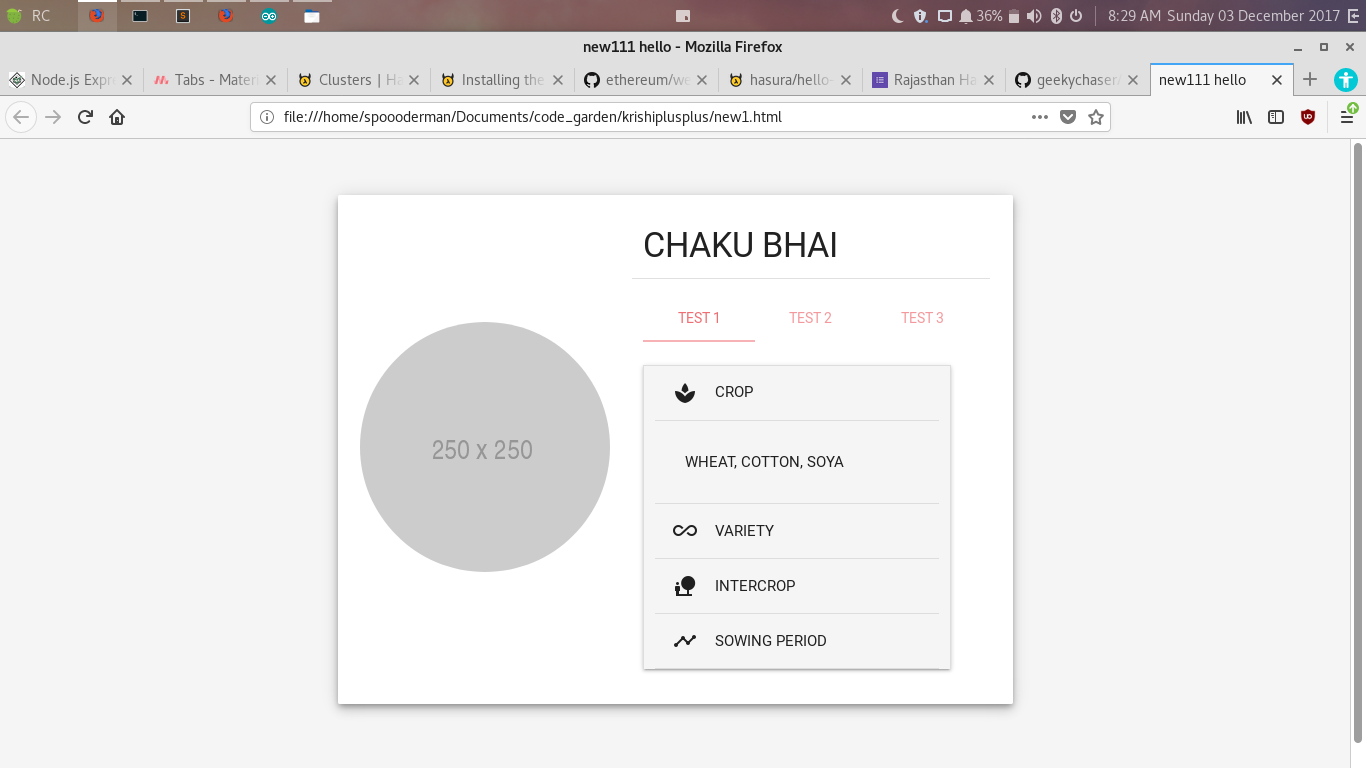 RC
36%
8:29 AM Sunday 03 December 2017
new111 hello - Mozilla Firefox
Node.js Expr
Tabs - Mater
Clusters | Ha
Installing the
ethereum/we
hasura/hello-
Rajasthan Ha
geekychaser/
new111 hello
file:///home/spoooderman/Documents/code_garden/krishiplusplus/new1.html
CHAKU BHAI
TEST 1 TEST 2 TEST 3
250 x 250
CROP
WHEAT, COTTON, SOYA
VARIETY
INTERCROP
SOWING PERIOD